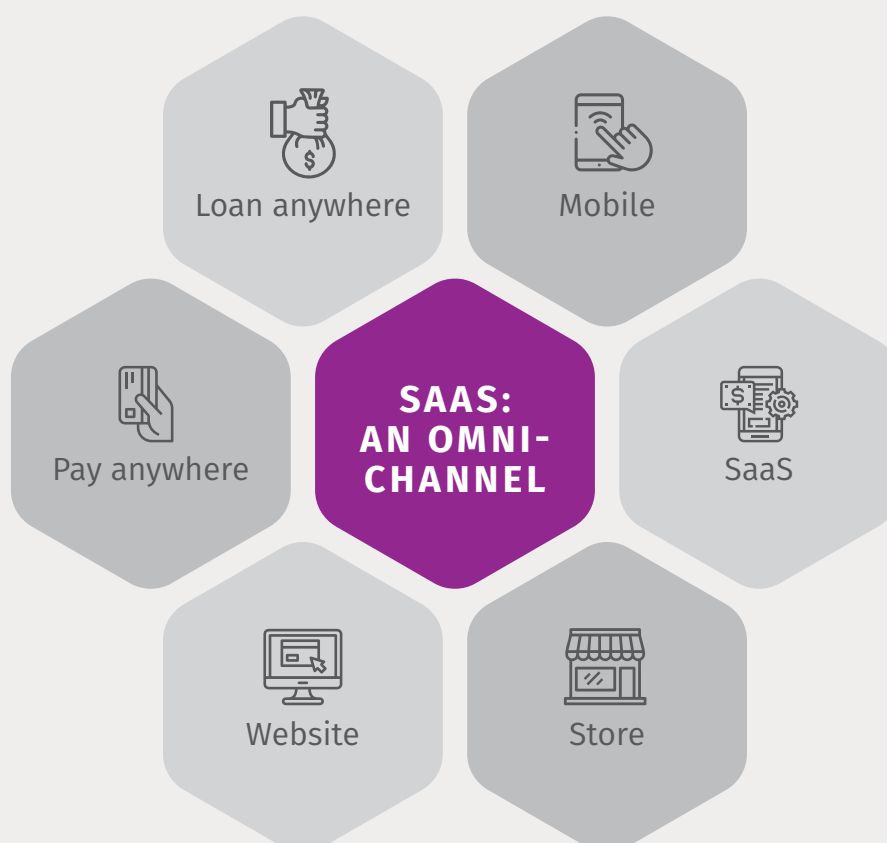 Loan anywhere
Mobile
Pay anywhere
SAAS:
AN OMNI-
CHANNEL
SaaS
Website
Store